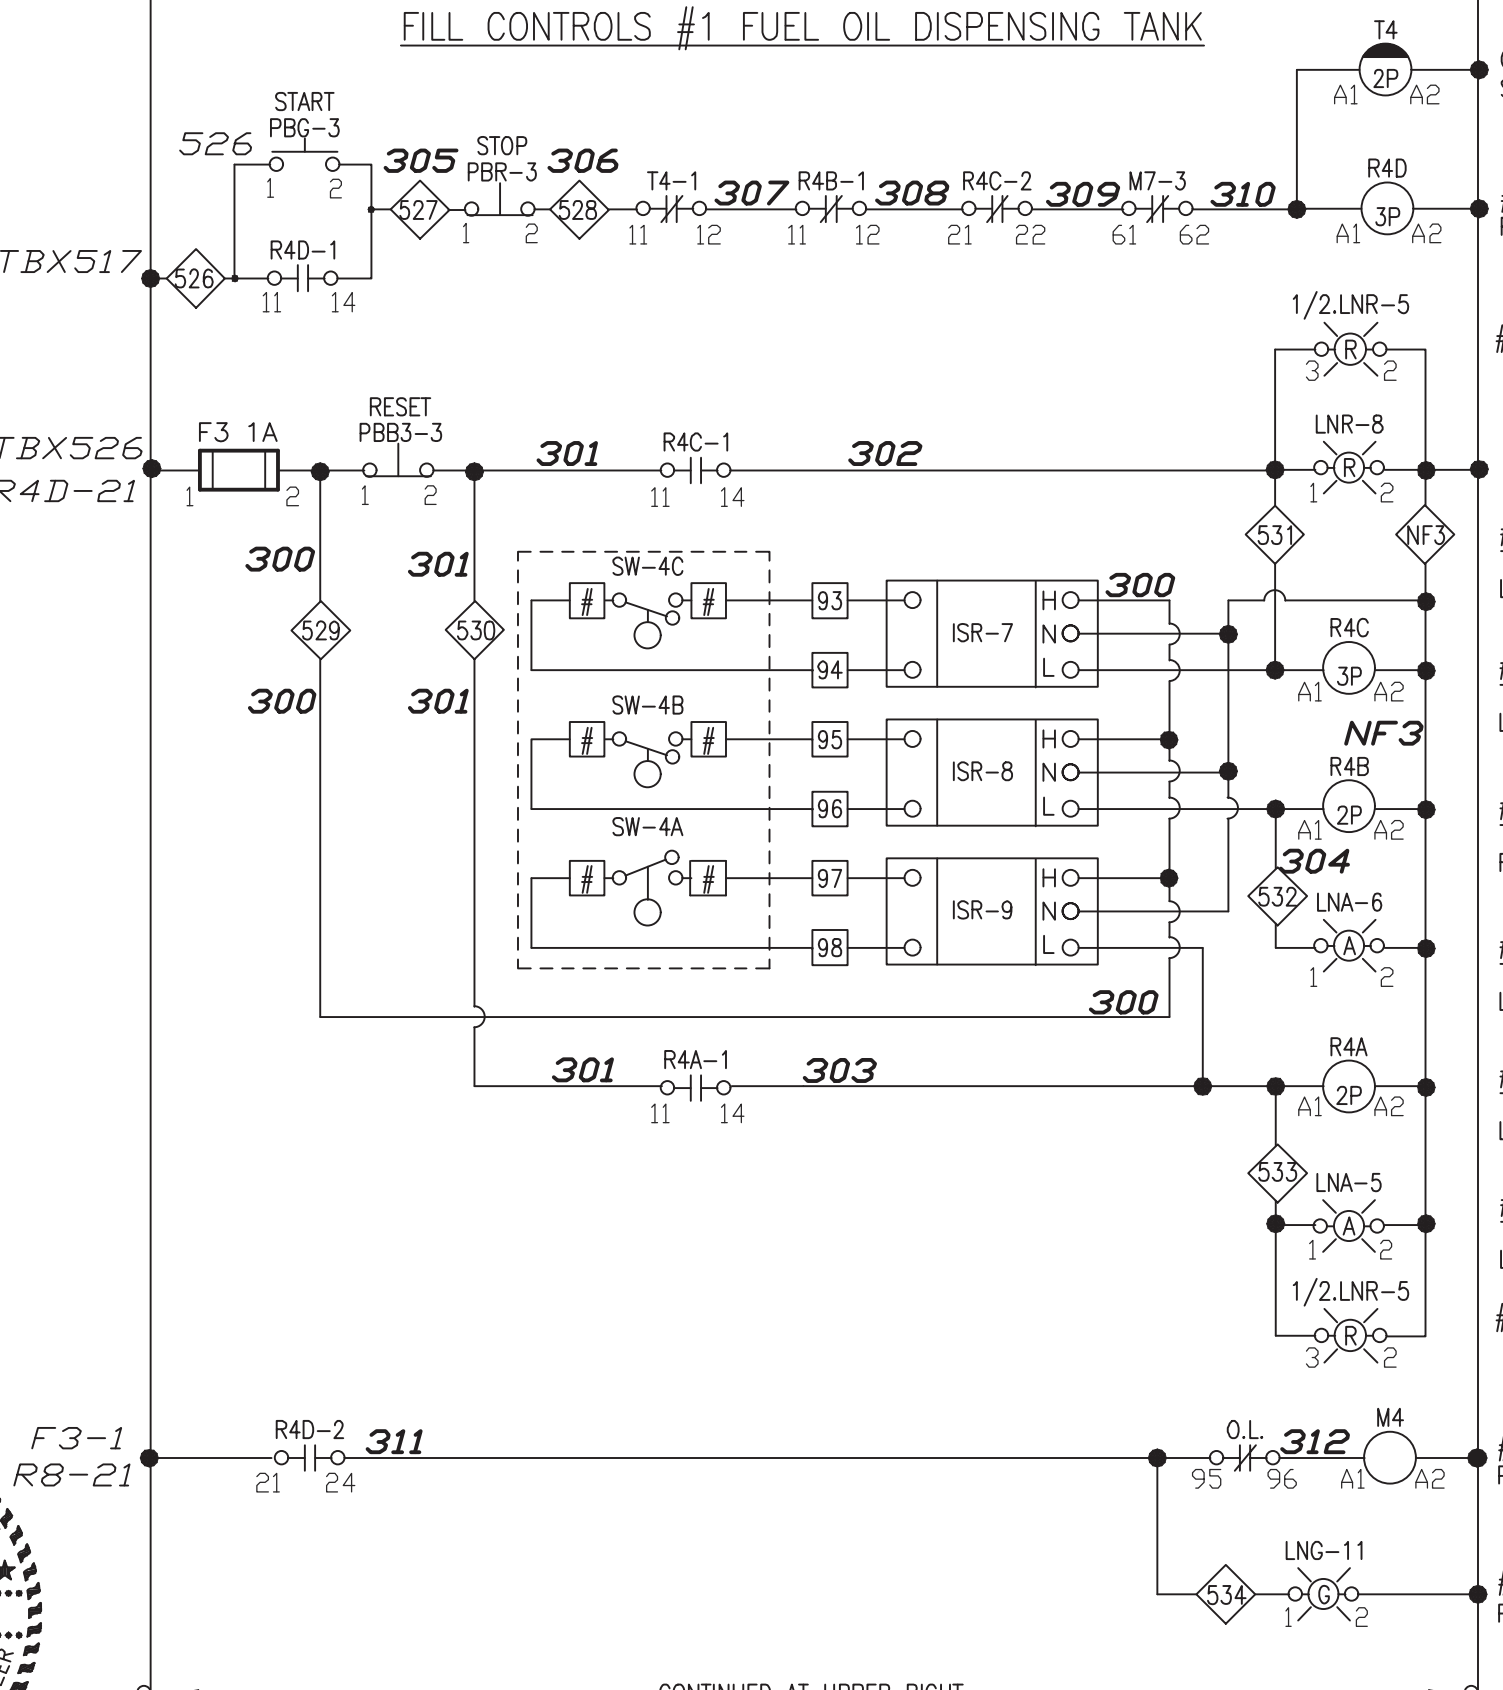 FILL CONTROLS #1 FUEL OIL DISPENSING TANK
T4
2P
A1 A2
START
PBG-3
526
1 2
305
527
STOP
PBR-3
1 2
306
528
T4-1
11 12
307
R4B-1
11 12
308
R4C-2
21 22
309
M7-3
61 62
310
R4D
3P
A1 A2
TBX517
526
R4D-1
11 14
1/2.LNR-5
R
3 2
TBX526
R4D-21
F3 1A
1 2
RESET
PBB3-3
1 2
301
R4C-1
11 14
302
LNR-8
R
1 2
531
NF3
300
301
529
530
300
301
SW-4C
# #
93
94
ISR-7
H
N
L
300
R4C
3P
A1 A2
SW-4B
# #
95
96
ISR-8
H
N
L
NF3
R4B
2P
A1 A2
304
532
SW-4A
# #
97
98
ISR-9
H
N
L
LNA-6
A
1 2
300
301
R4A-1
11 14
303
R4A
2P
A1 A2
533
LNA-5
A
1 2
1/2.LNR-5
R
3 2
F3-1
R8-21
R4D-2
21 24
311
O.L.
95 96
312
M4
A1 A2
534
LNG-11
G
1 2
CONTINUED AT UPPER RIGHT